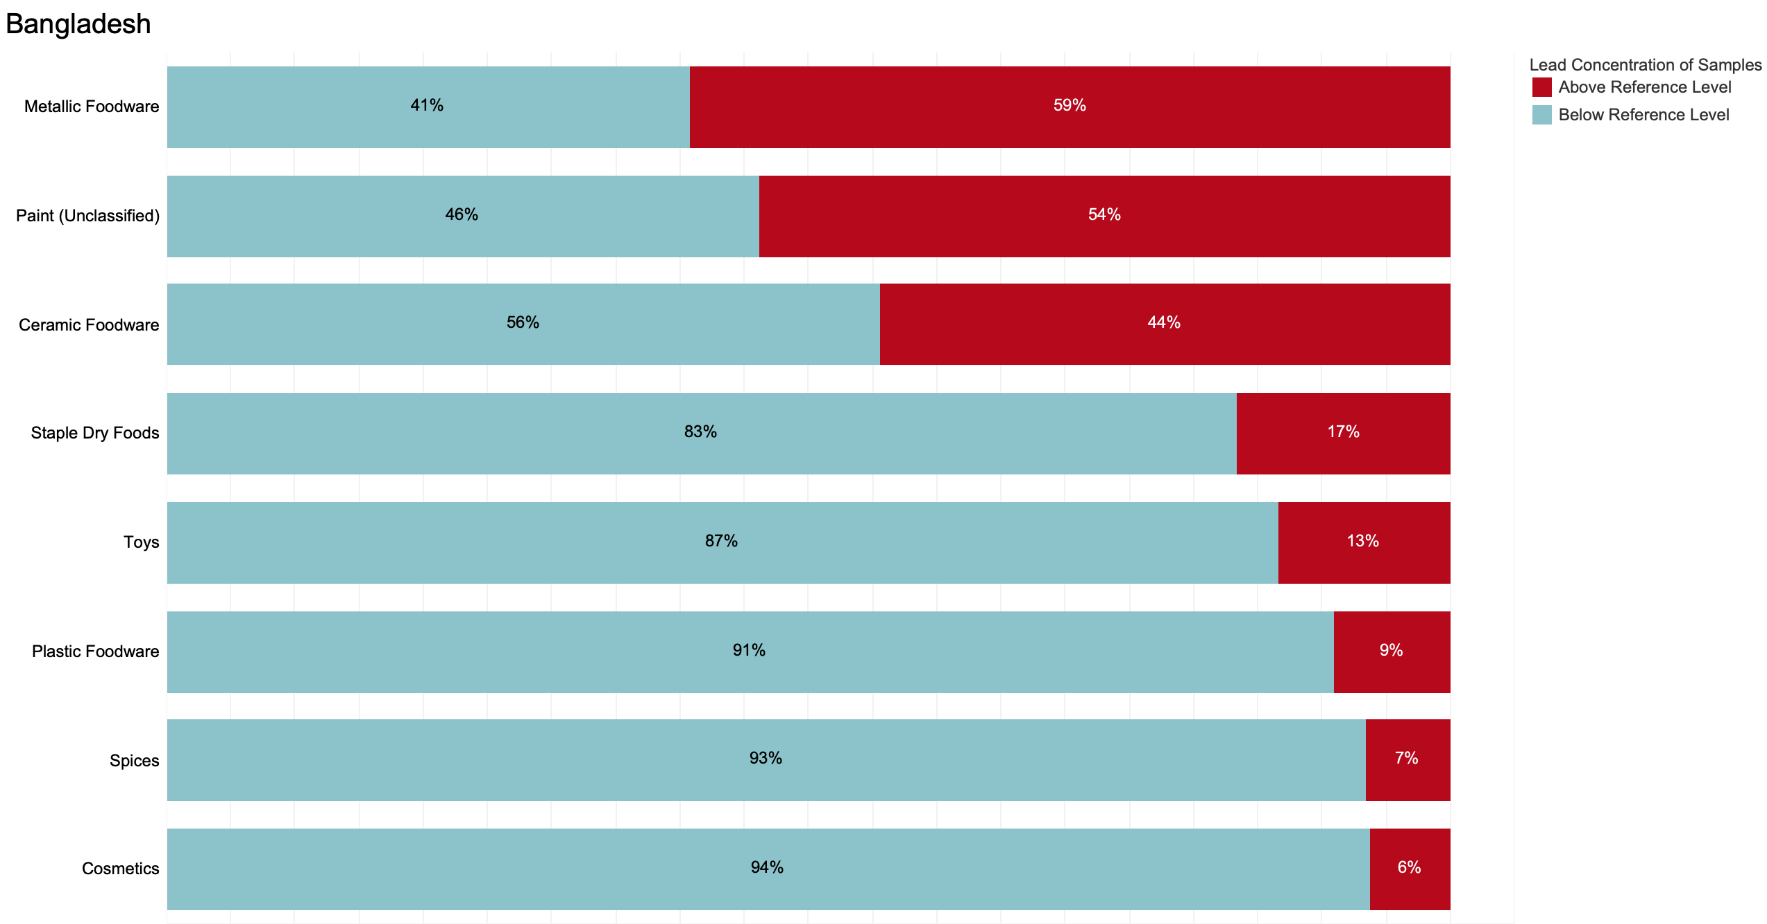 Bangladesh
Lead Concentration of Samples
Above Reference Level
Below Reference Level
Metallic Foodware 41% 59%
Paint (Unclassified) 46% 54%
Ceramic Foodware 56% 44%
Staple Dry Foods 83% 17%
Toys 87% 13%
Plastic Foodware 91% 9%
Spices 93% 7%
Cosmetics 94% 6%